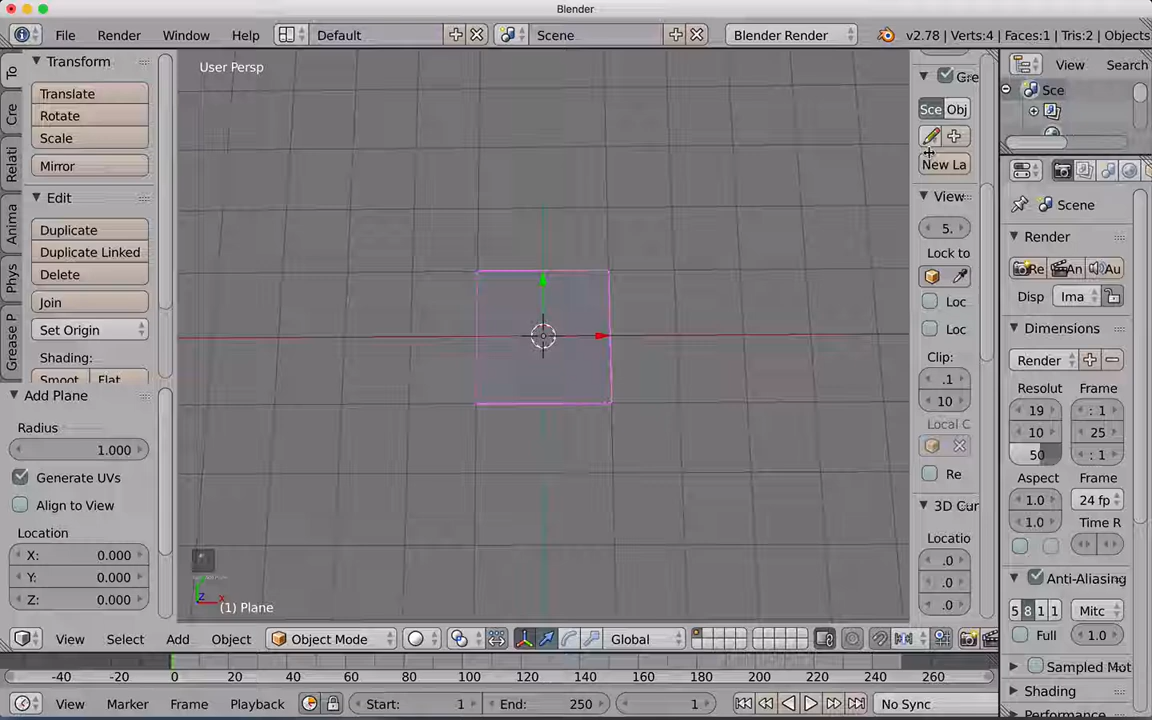 Blender
File Render Window Help Default Scene Blender Render v2.78 | Verts:4 | Faces:1 | Tris:2 | Objects
To
Cre
Relati
Anima
Phys
Grease P
Transform
Translate
Rotate
Scale
Mirror
Edit
Duplicate
Duplicate Linked
Delete
Join
Set Origin
Shading:
Smoot Flat
Add Plane
Radius
1.000
Generate UVs
Align to View
Location
X: 0.000
Y: 0.000
Z: 0.000
User Persp
Z X
(1) Plane
Gre
Sce Obj
New La
View
5.
Lock to
Loc
Loc
Clip:
.1
10
Local C
Re
3D Cur
Locatio
.0
.0
.0
View Search
Sce
Scene
Render
Re An Au
Disp Ima
Dimensions
Render
Resolut Frame
19 : 1
10 25
50 : 1
Aspect Frame
1.0 24 fp
1.0 Time R
Anti-Aliasing
5 8 1 1 Mitc
Full 1.0
Sampled Mot
Shading
Performance
View Select Add Object Object Mode Global
-40 -20 0 20 40 60 80 100 120 140 160 180 200 220 240 260
View Marker Frame Playback Start: 1 End: 250 1 No Sync